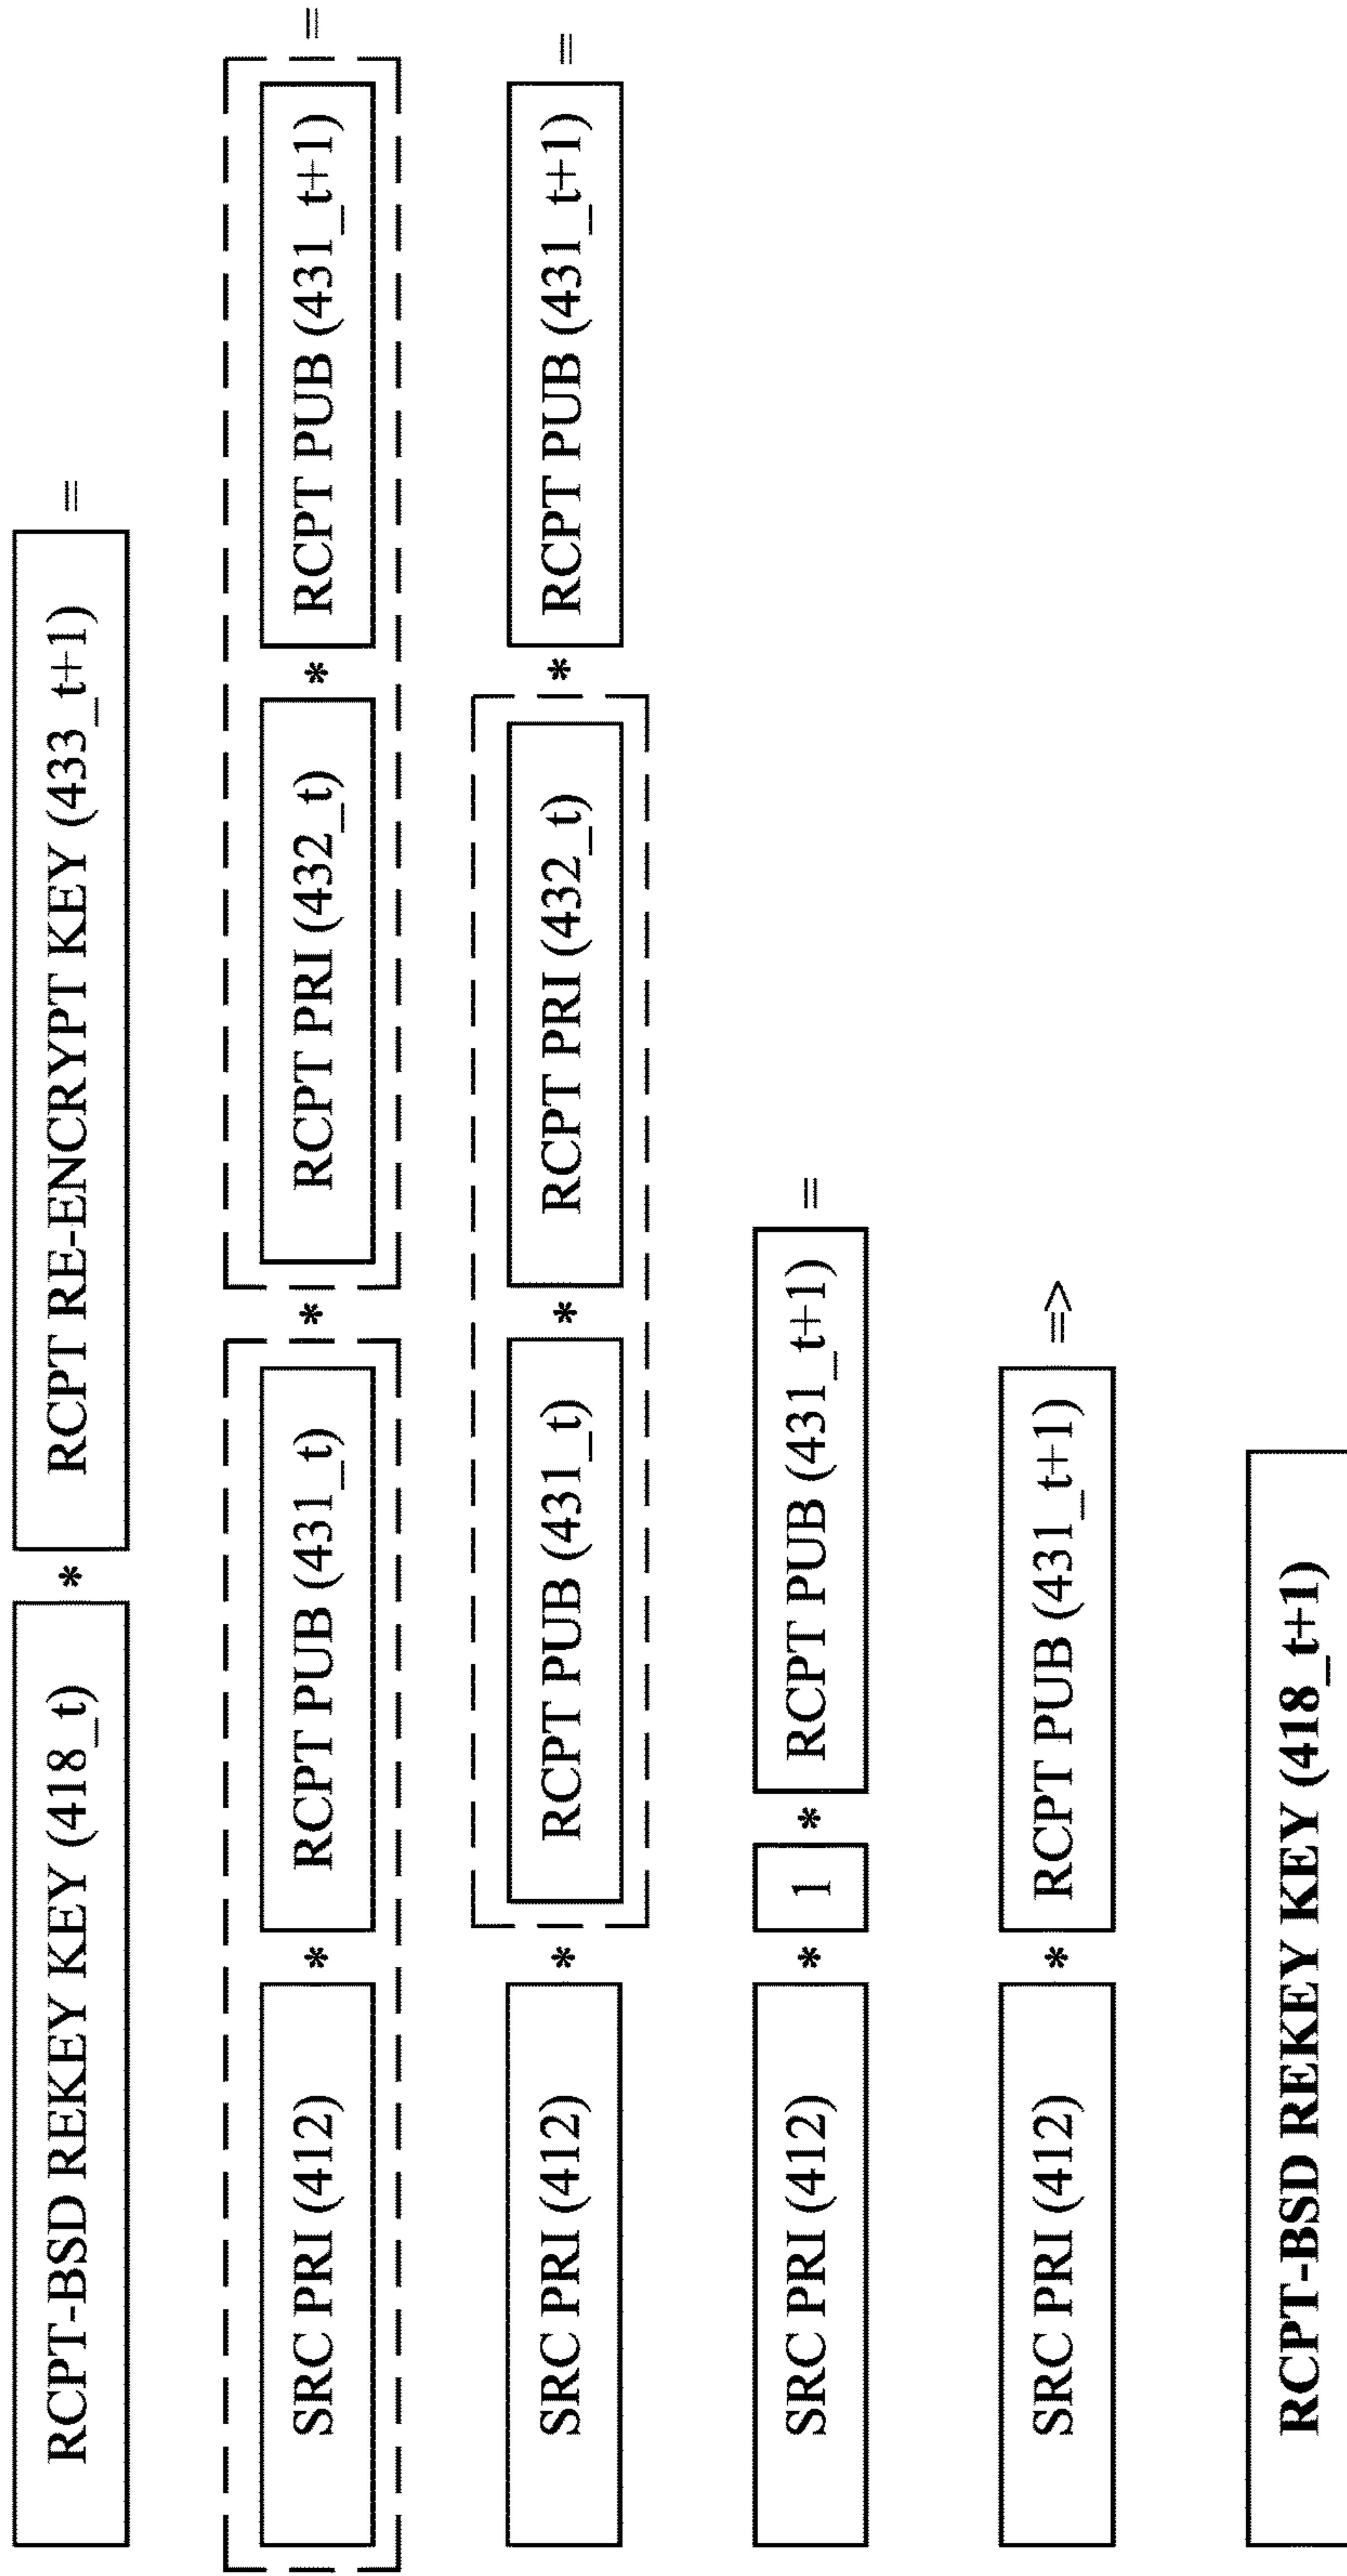 RCPT-BSD REKEY KEY (418_t) * RCPT RE-ENCRYPT KEY (433_t+1) =
SRC PRI (412) * RCPT PUB (431_t) * RCPT PRI (432_t) * RCPT PUB (431_t+1) =
SRC PRI (412) * RCPT PUB (431_t) * RCPT PRI (432_t) * RCPT PUB (431_t+1) =
SRC PRI (412) * 1 * RCPT PUB (431_t+1) =
SRC PRI (412) * RCPT PUB (431_t+1) =>
RCPT-BSD REKEY KEY (418_t+1)